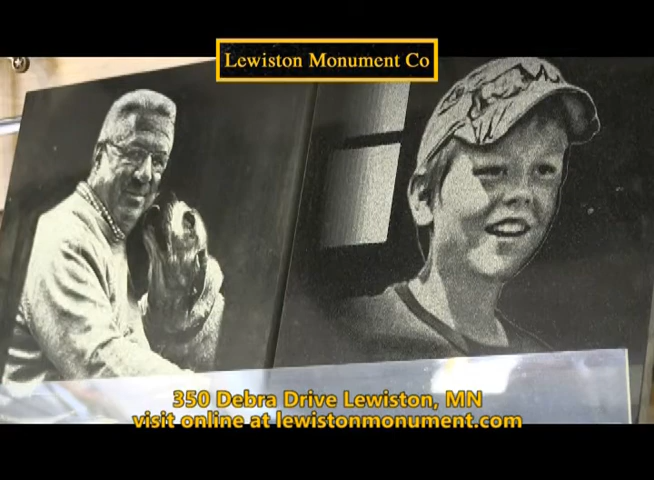 Lewiston Monument Co
350 Debra Drive Lewiston, MN
visit online at lewistonmonument.com